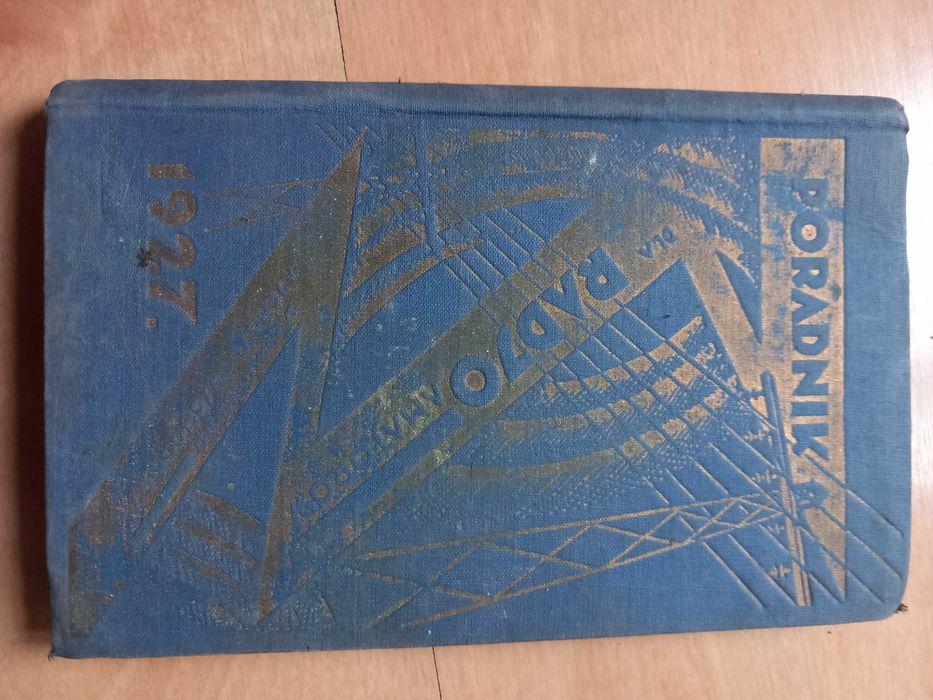 PORADNIK
DLA
RADJO
AMATORÓW
1927.